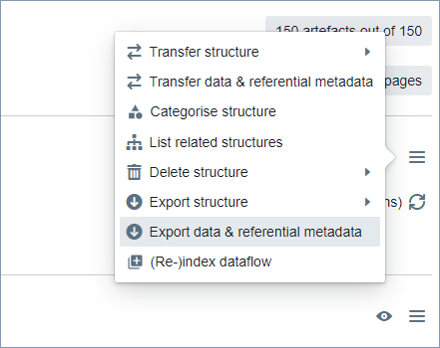 150 artefacts out of 150
Transfer structure
Transfer data & referential metadata
pages
Categorise structure
List related structures
Delete structure
Export structure
Export data & referential metadata
(Re-)index dataflow